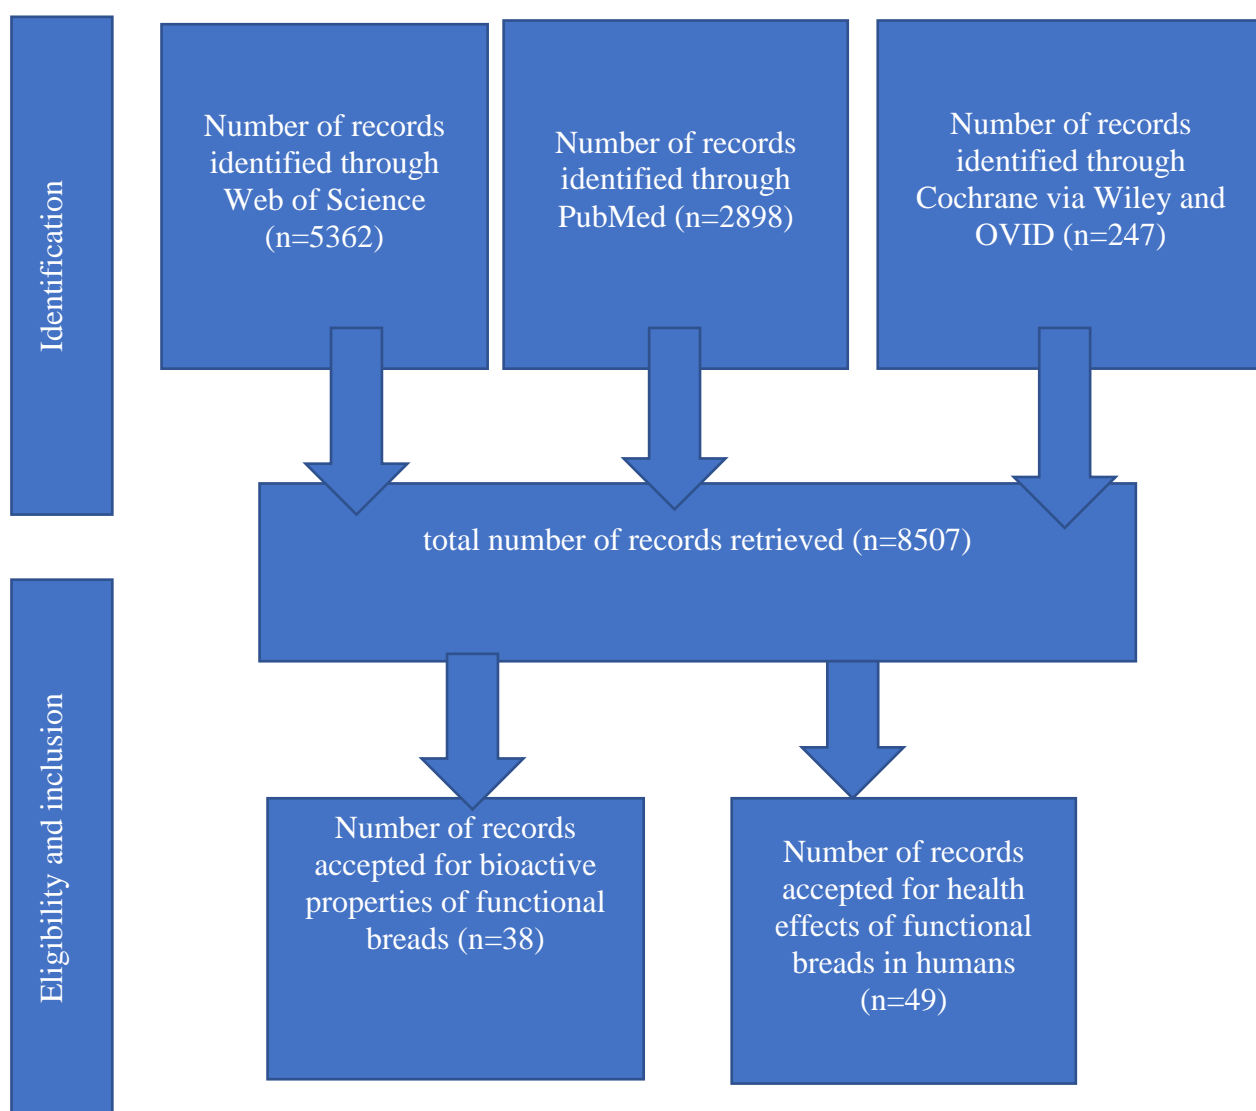 Identification
Number of records
identified through
Web of Science
(n=5362)
Number of records
identified through
PubMed (n=2898)
Number of records
identified through
Cochrane via Wiley and
OVID (n=247)
total number of records retrieved (n=8507)
Eligibility and inclusion
Number of records
accepted for bioactive
properties of functional
breads (n=38)
Number of records
accepted for health
effects of functional
breads in humans
(n=49)